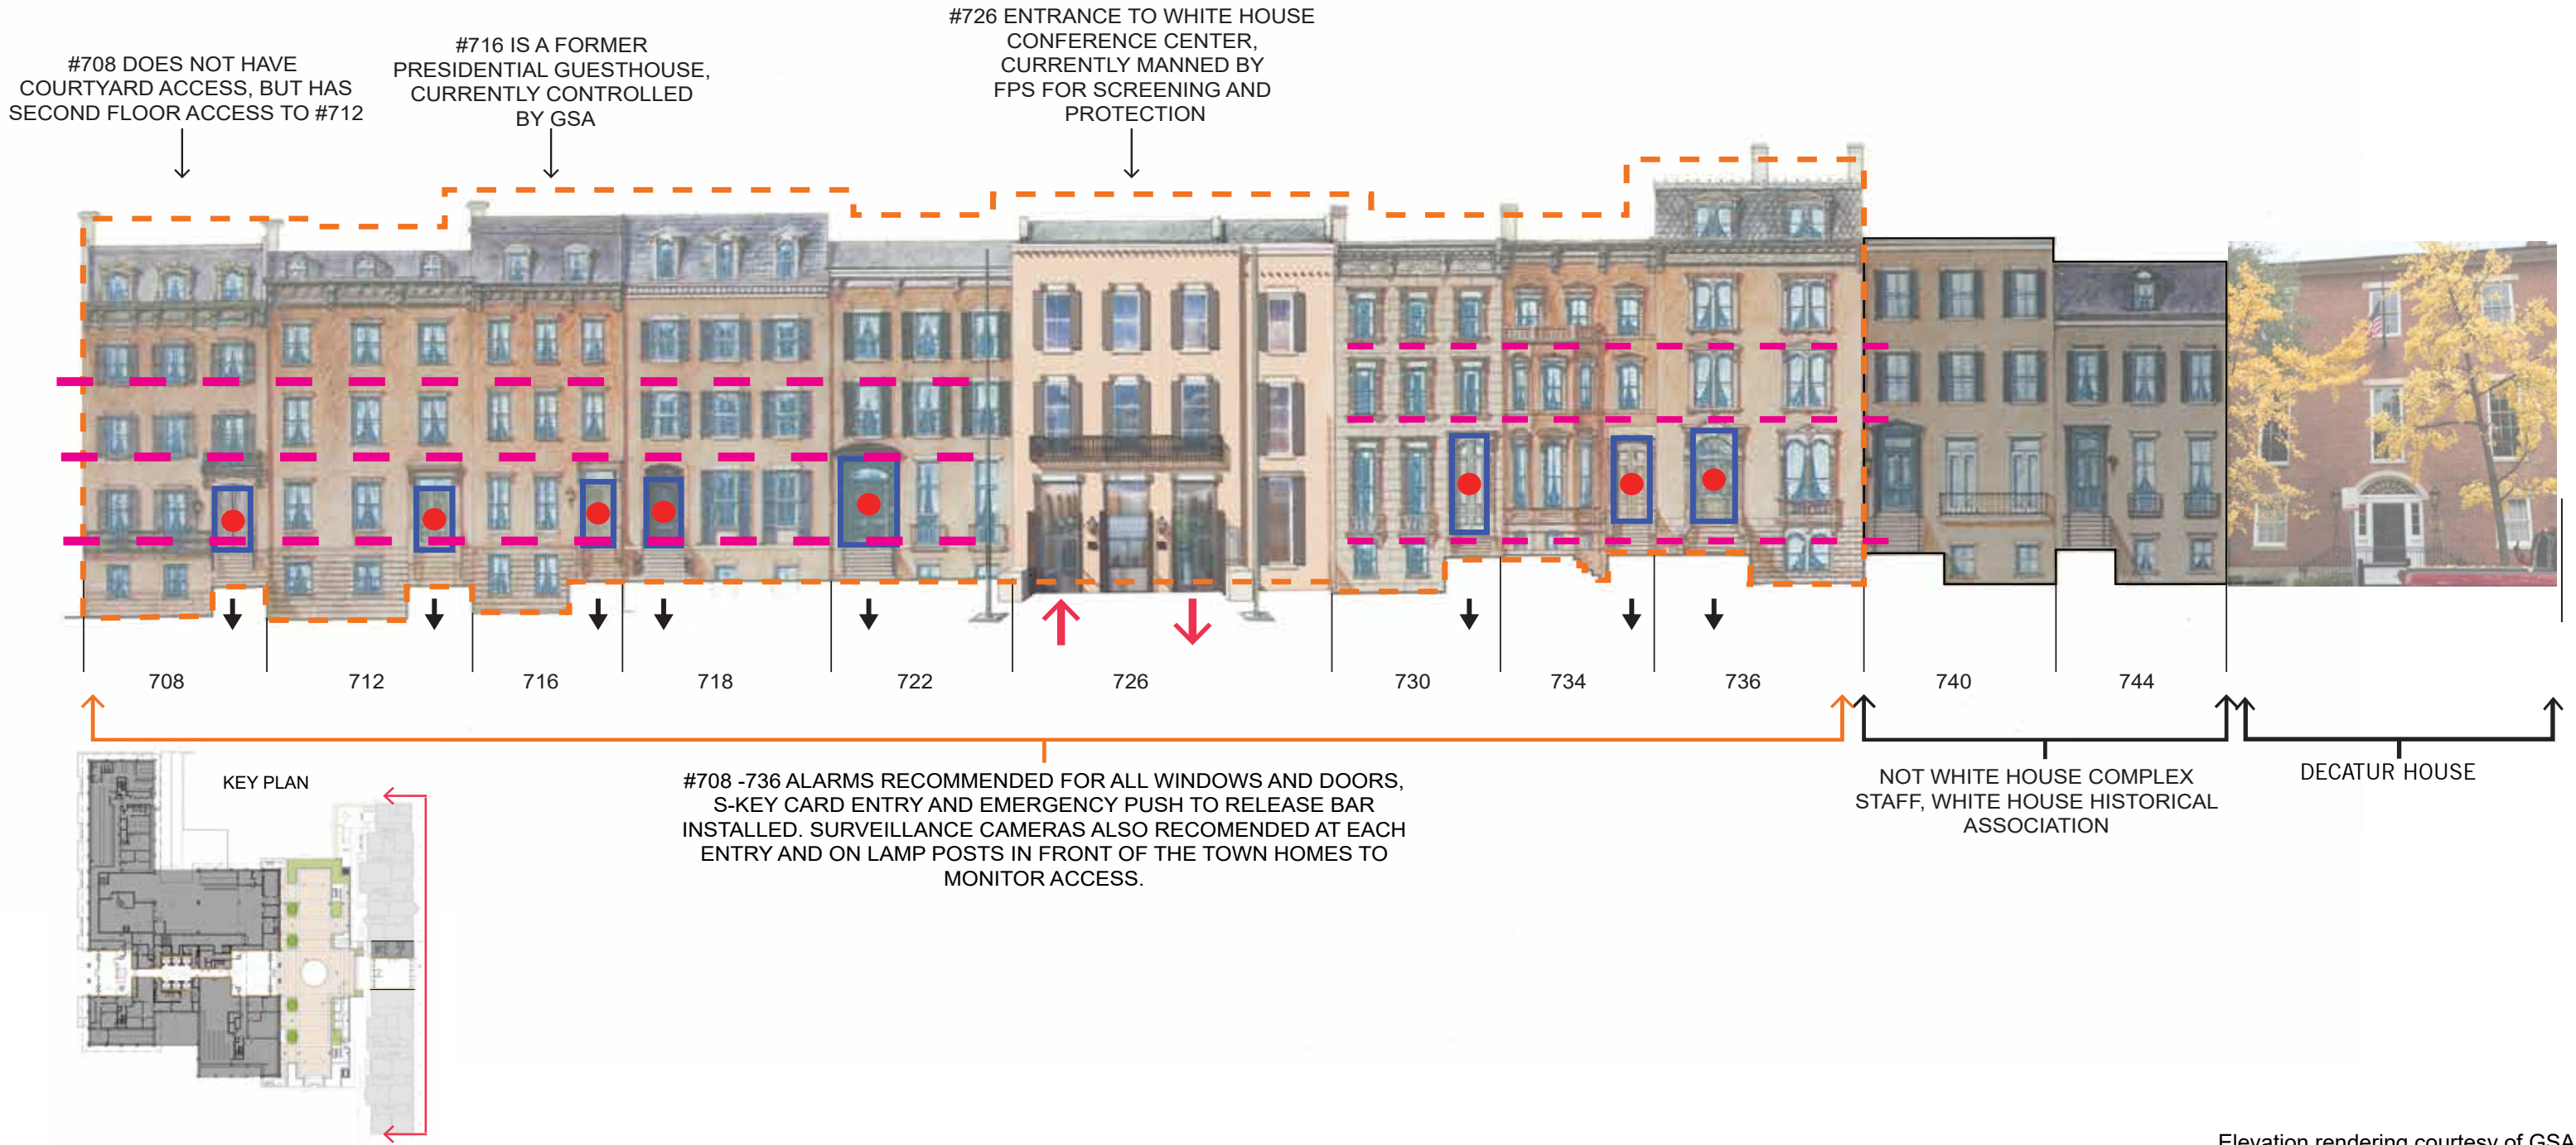 #708 DOES NOT HAVE
COURTYARD ACCESS, BUT HAS
SECOND FLOOR ACCESS TO #712
#716 IS A FORMER
PRESIDENTIAL GUESTHOUSE,
CURRENTLY CONTROLLED
BY GSA
#726 ENTRANCE TO WHITE HOUSE
CONFERENCE CENTER,
CURRENTLY MANNED BY
FPS FOR SCREENING AND
PROTECTION
708
712
716
718
722
726
730
734
736
740
744
KEY PLAN
#708 -736 ALARMS RECOMMENDED FOR ALL WINDOWS AND DOORS,
S-KEY CARD ENTRY AND EMERGENCY PUSH TO RELEASE BAR
INSTALLED. SURVEILLANCE CAMERAS ALSO RECOMENDED AT EACH
ENTRY AND ON LAMP POSTS IN FRONT OF THE TOWN HOMES TO
MONITOR ACCESS.
NOT WHITE HOUSE COMPLEX
STAFF, WHITE HOUSE HISTORICAL
ASSOCIATION
DECATUR HOUSE
Elevation rendering courtesy of GSA